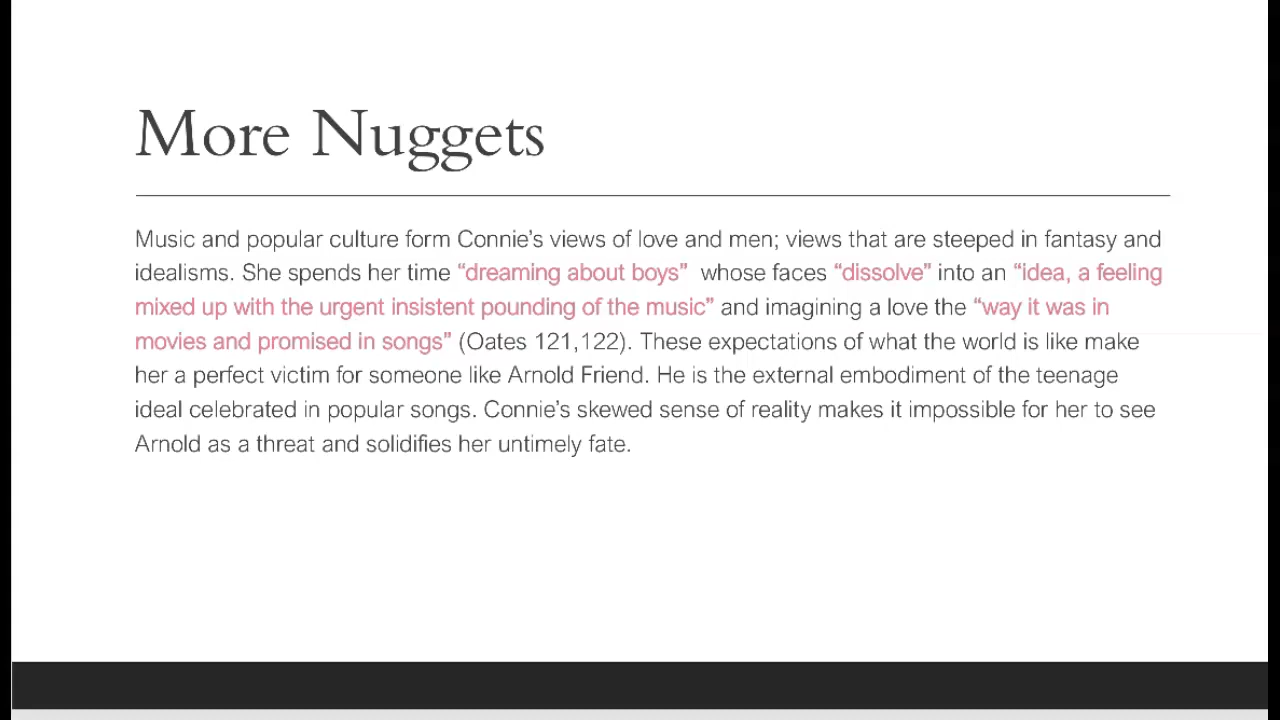 More Nuggets
Music and popular culture form Connie’s views of love and men; views that are steeped in fantasy and
idealisms. She spends her time “dreaming about boys”  whose faces “dissolve” into an “idea, a feeling
mixed up with the urgent insistent pounding of the music” and imagining a love the “way it was in
movies and promised in songs” (Oates 121,122). These expectations of what the world is like make
her a perfect victim for someone like Arnold Friend. He is the external embodiment of the teenage
ideal celebrated in popular songs. Connie’s skewed sense of reality makes it impossible for her to see
Arnold as a threat and solidifies her untimely fate.